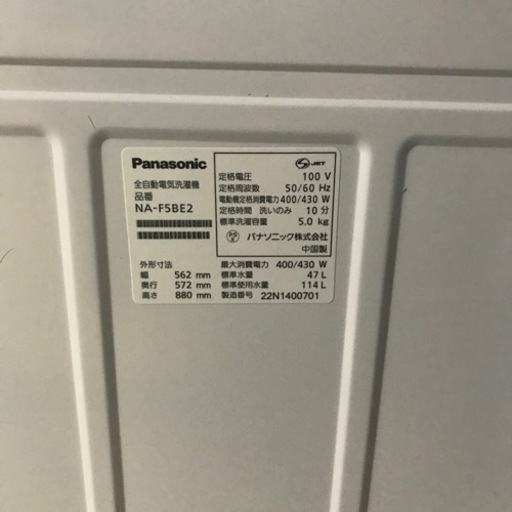 Panasonic
全自動電気洗濯機
品番
NA-F5BE2
外形寸法
幅 562 mm
奥行 572 mm
高さ 880 mm
JET
定格電圧 100 V
定格周波数 50/60 Hz
電動機定格消費電力 400/430 W
定格時間 洗いのみ 10 分
標準洗濯容量 5.0 kg
パナソニック株式会社
中国製
最大消費電力 400/430 W
標準水量 47 L
標準使用水量 114 L
製造番号 22N1400701